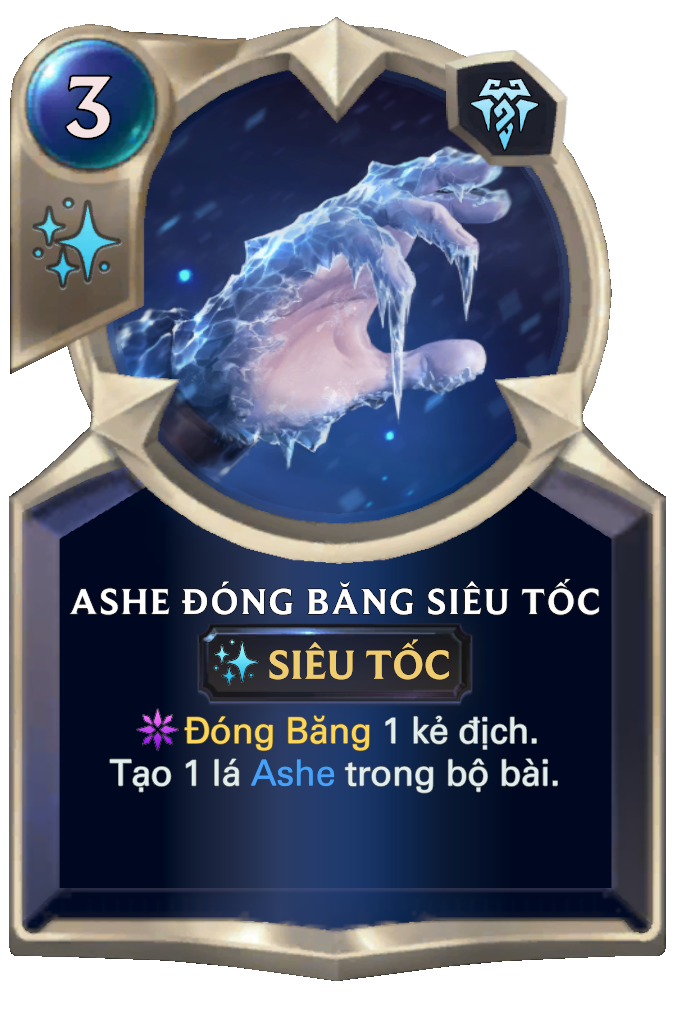 3
ASHE ĐÓNG BĂNG SIÊU TỐC
SIÊU TỐC
Đóng Băng 1 kẻ địch.
Tạo 1 lá Ashe trong bộ bài.